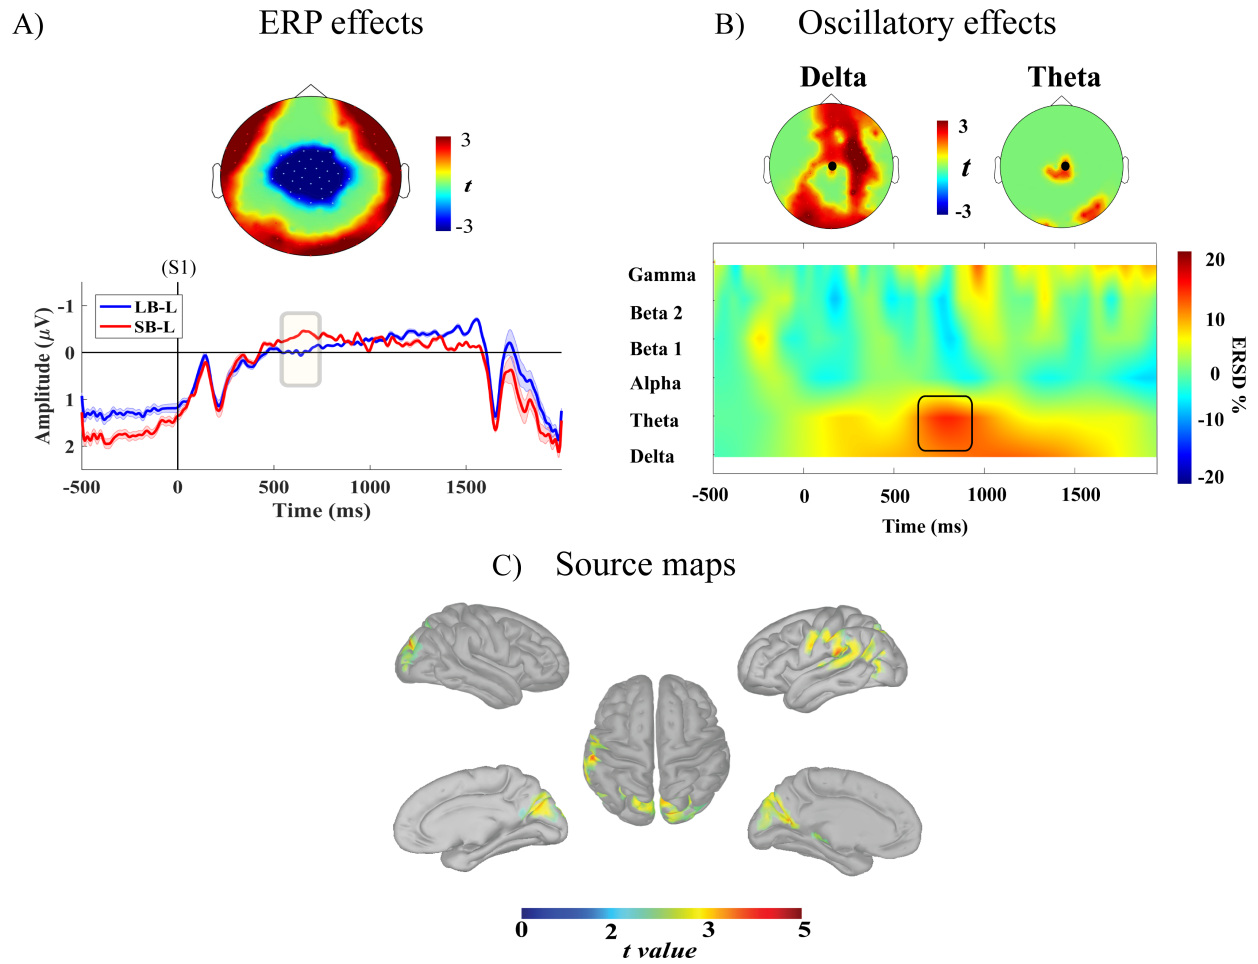 A) ERP effects
3
t
-3
(S1)
LB-L
SB-L
-1
0
1
2
Amplitude (μV)
-500 0 500 1000 1500
Time (ms)
B) Oscillatory effects
Delta Theta
3
t
-3
Gamma
Beta 2
Beta 1
Alpha
Theta
Delta
-500 0 500 1000 1500
Time (ms)
20
10
0
-10
-20
ERSD %
C) Source maps
0 2 3 5
t value